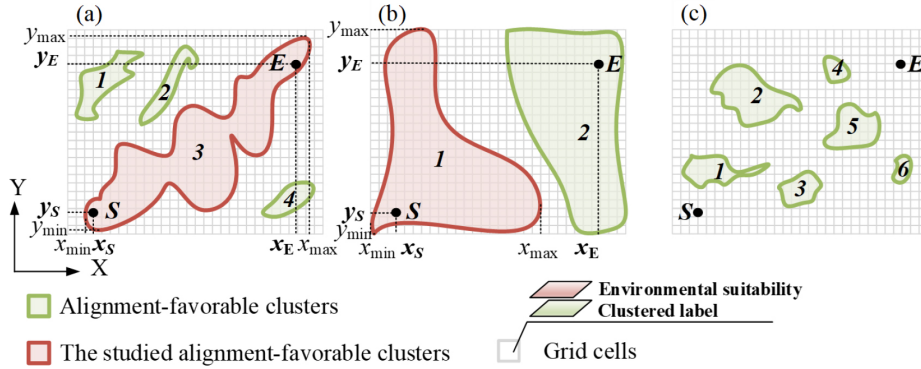 (a)
(b)
(c)
y_max
y_E
y_S
y_min
Y
X
x_min x_S
x_E x_max
1
2
3
4
S
E
y_max
y_E
y_S
y_min
x_min x_S
x_max
x_E
1
2
S
E
1
2
3
4
5
6
S
E
Alignment-favorable clusters
The studied alignment-favorable clusters
Environmental suitability
Clustered label
Grid cells